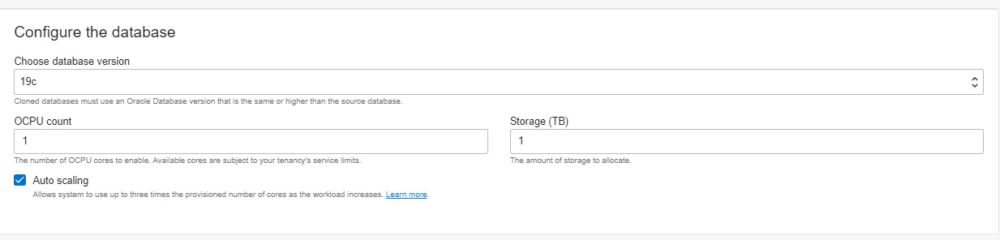 Configure the database
Choose database version
19c
Cloned databases must use an Oracle Database version that is the same or higher than the source database.
OCPU count
Storage (TB)
1
1
The number of OCPU cores to enable. Available cores are subject to your tenancy's service limits.
The amount of storage to allocate.
Auto scaling
Allows system to use up to three times the provisioned number of cores as the workload increases. Learn more.